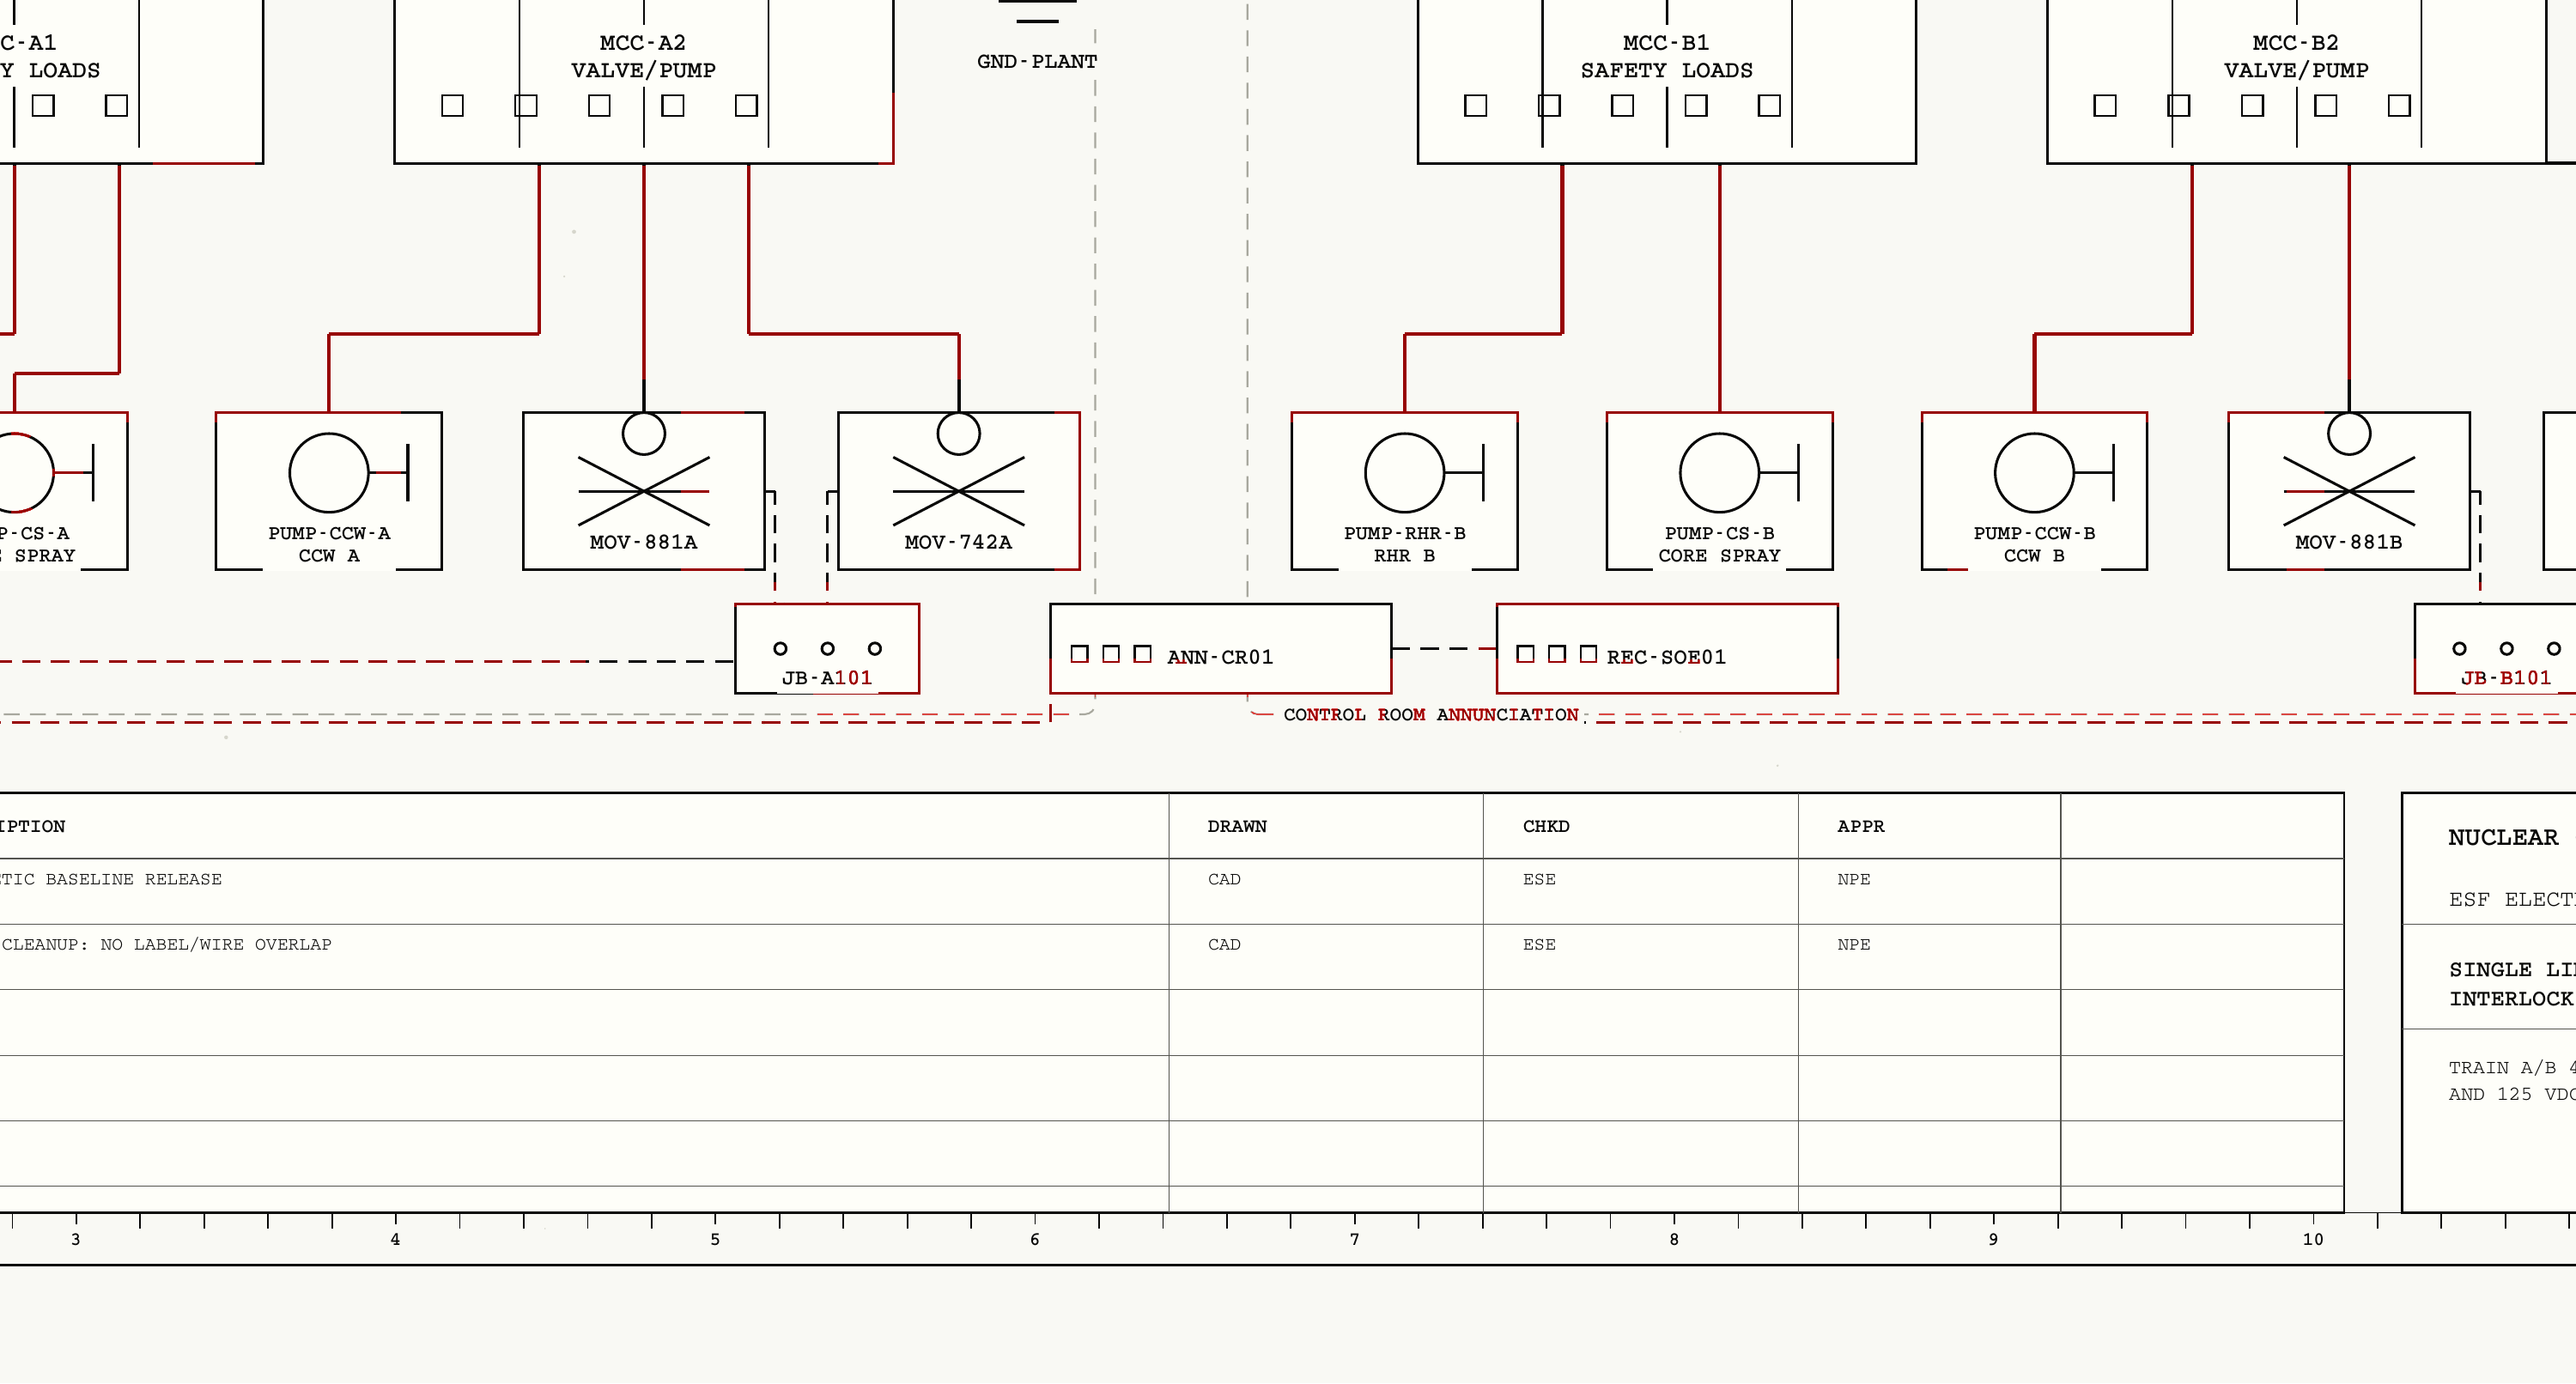 C-A1
Y LOADS
MCC-A2
VALVE/PUMP
GND-PLANT
MCC-B1
SAFETY LOADS
MCC-B2
VALVE/PUMP
P-CS-A
SPRAY
PUMP-CCW-A
CCW A
MOV-881A
MOV-742A
PUMP-RHR-B
RHR B
PUMP-CS-B
CORE SPRAY
PUMP-CCW-B
CCW B
MOV-881B
JB-A101
ANN-CR01
REC-SOE01
JB-B101
CONTROL ROOM ANNUNCIATION
IPTION
DRAWN
CHKD
APPR
TIC BASELINE RELEASE
CAD
ESE
NPE
CLEANUP: NO LABEL/WIRE OVERLAP
CAD
ESE
NPE
NUCLEAR
ESF ELECT
SINGLE LI
INTERLOCK
TRAIN A/B 4
AND 125 VDC
3
4
5
6
7
8
9
10